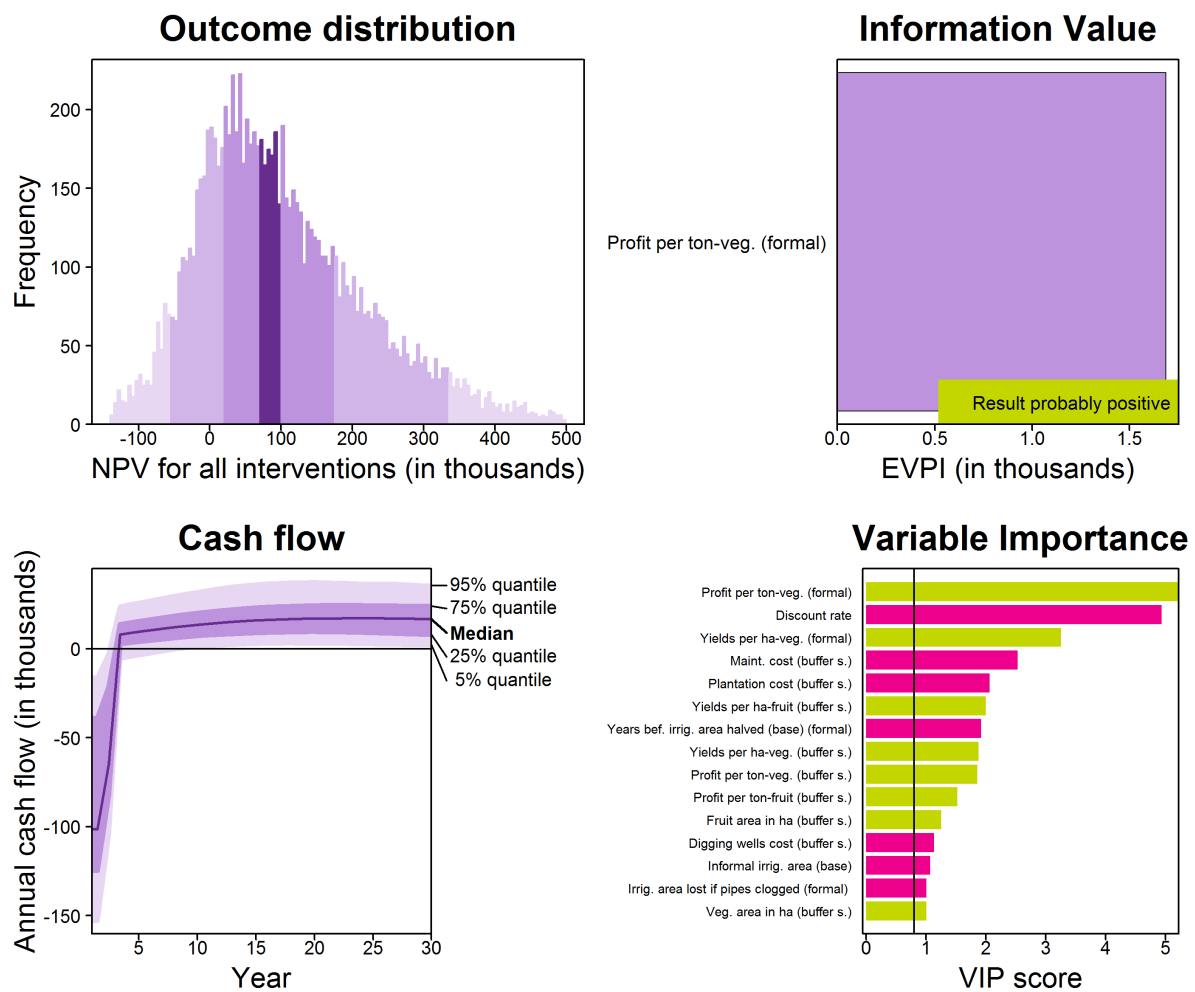 Outcome distribution
Frequency
200
150
100
50
0
-100 0 100 200 300 400 500
NPV for all interventions (in thousands)
Information Value
Profit per ton-veg. (formal)
Result probably positive
0.0 0.5 1.0 1.5
EVPI (in thousands)
Cash flow
Annual cash flow (in thousands)
0
-50
-100
-150
95% quantile
75% quantile
Median
25% quantile
5% quantile
5 10 15 20 25 30
Year
Variable Importance
Profit per ton-veg. (formal)
Discount rate
Yields per ha-veg. (formal)
Maint. cost (buffer s.)
Plantation cost (buffer s.)
Yields per ha-fruit (buffer s.)
Years bef. irrig. area halved (base) (formal)
Yields per ha-veg. (buffer s.)
Profit per ton-veg. (buffer s.)
Profit per ton-fruit (buffer s.)
Fruit area in ha (buffer s.)
Digging wells cost (buffer s.)
Informal irrig. area (base)
Irrig. area lost if pipes clogged (formal)
Veg. area in ha (buffer s.)
0 1 2 3 4 5
VIP score